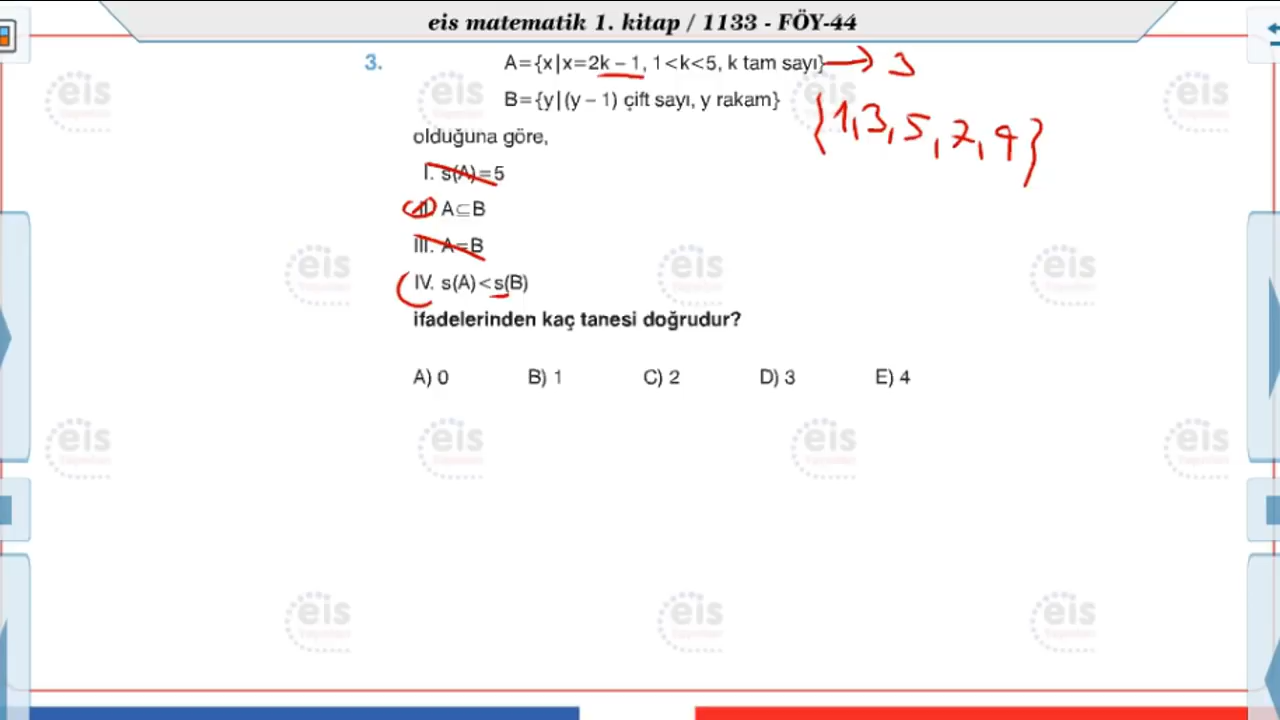 eis matematik 1. kitap / 1133 - FÖY-44
3. A={x|x=2k – 1, 1<k<5, k tam sayı} → 3
B={y|(y – 1) çift sayı, y rakam} {1,3,5,7,9}
olduğuna göre,
I. s(A)=5
II. A⊆B
III. A=B
IV. s(A)<s(B)
ifadelerinden kaç tanesi doğrudur?
A) 0 B) 1 C) 2 D) 3 E) 4